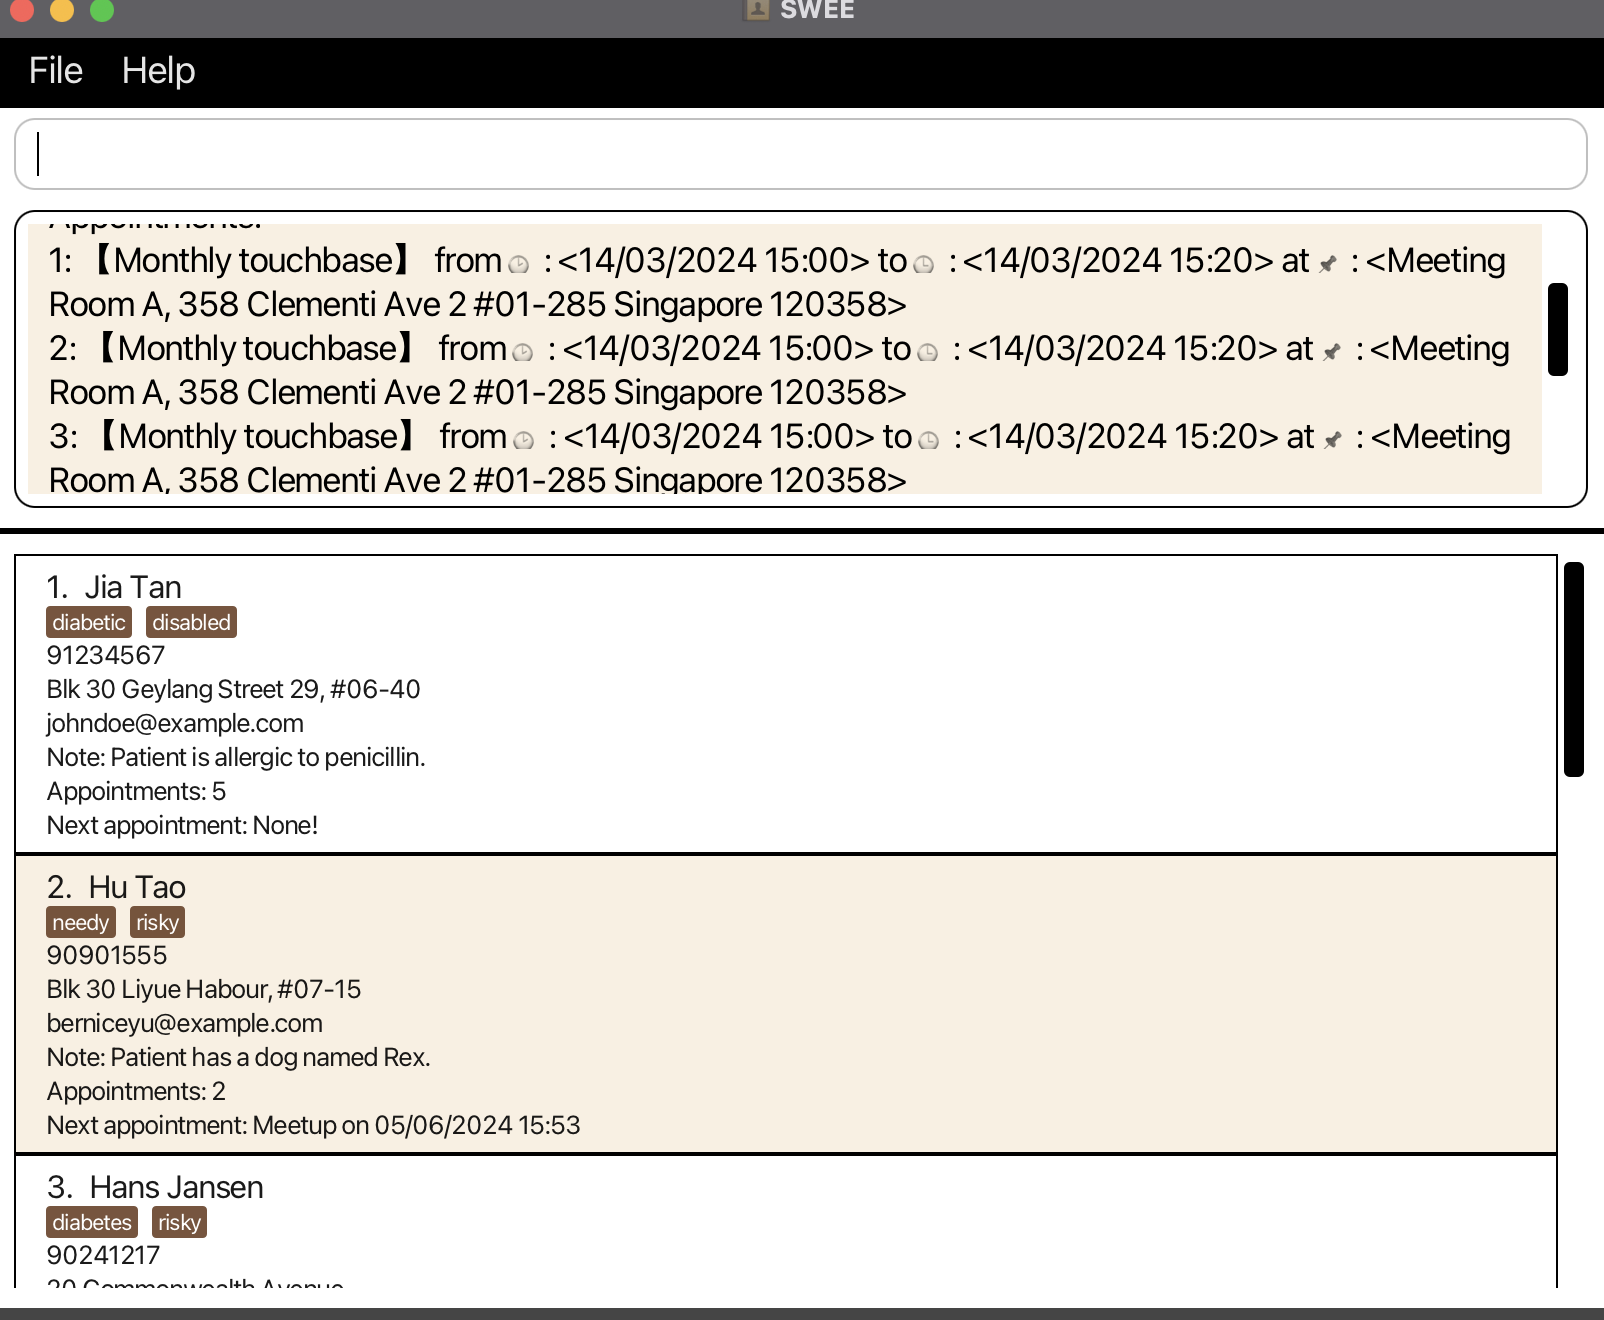 SWEE
File Help
Appointments:
1: 【Monthly touchbase】 from🕒 : <14/03/2024 15:00> to🕒 : <14/03/2024 15:20> at📌 : <Meeting
Room A, 358 Clementi Ave 2 #01-285 Singapore 120358>
2: 【Monthly touchbase】 from🕒 : <14/03/2024 15:00> to🕒 : <14/03/2024 15:20> at📌 : <Meeting
Room A, 358 Clementi Ave 2 #01-285 Singapore 120358>
3: 【Monthly touchbase】 from🕒 : <14/03/2024 15:00> to🕒 : <14/03/2024 15:20> at📌 : <Meeting
Room A, 358 Clementi Ave 2 #01-285 Singapore 120358>
1. Jia Tan
diabetic disabled
91234567
Blk 30 Geylang Street 29, #06-40
johndoe@example.com
Note: Patient is allergic to penicillin.
Appointments: 5
Next appointment: None!
2. Hu Tao
needy risky
90901555
Blk 30 Liyue Habour, #07-15
berniceyu@example.com
Note: Patient has a dog named Rex.
Appointments: 2
Next appointment: Meetup on 05/06/2024 15:53
3. Hans Jansen
diabetes risky
90241217
Commonwealth Avenue